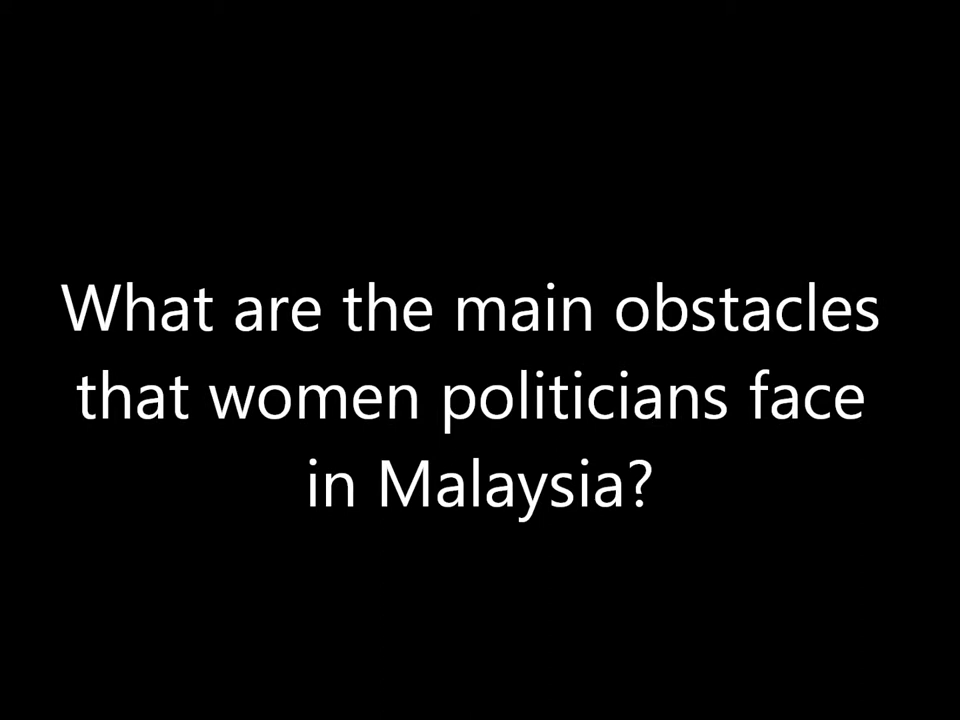 What are the main obstacles
that women politicians face
in Malaysia?